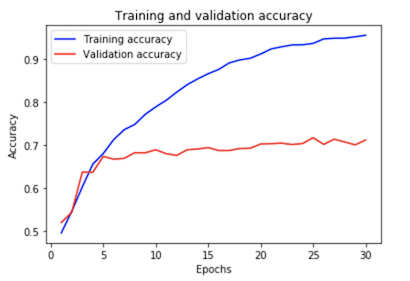 Training and validation accuracy
Training accuracy
Validation accuracy
Accuracy
0.9
0.8
0.7
0.6
0.5
0
5
10
15
20
25
30
Epochs